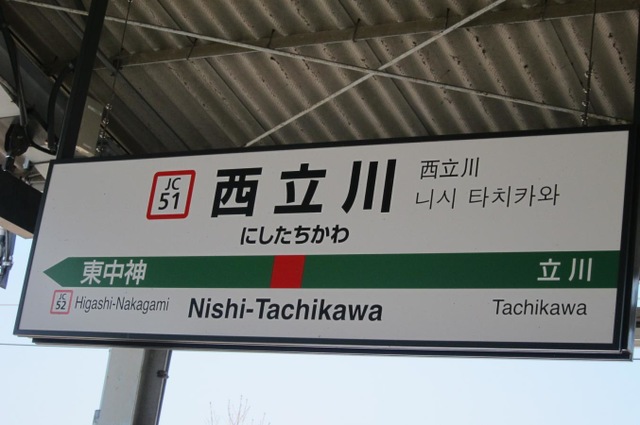 JC
51
西立川
西立川
니시 타치카와
にしたちかわ
東中神
立川
JC
52
Higashi-Nakagami
Nishi-Tachikawa
Tachikawa